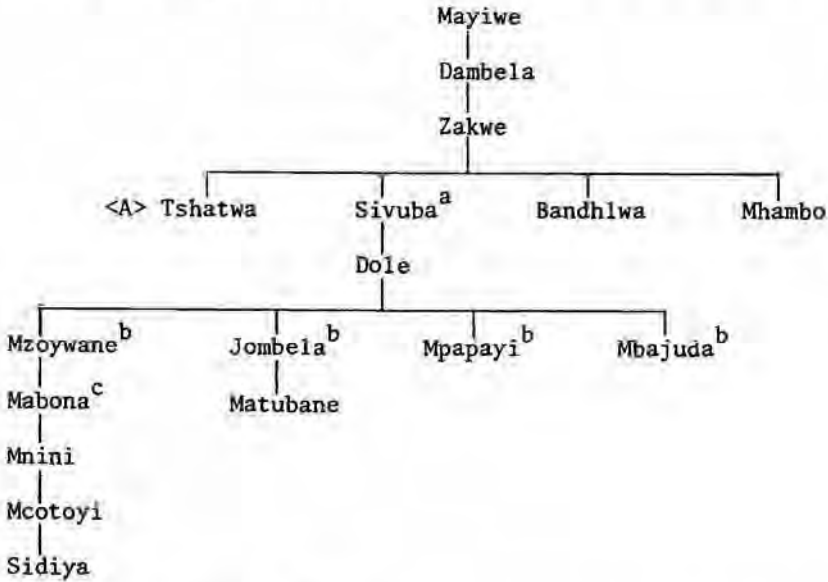 Mayiwe
Dambela
Zakwe
<A> Tshatwa Sivuba^a Bandhlwa Mhambo
Dole
Mzoywane^b Jombela^b Mpapayi^b Mbajuda^b
Mabona^c Matubane
Mnini
Mcotoyi
Sidiya